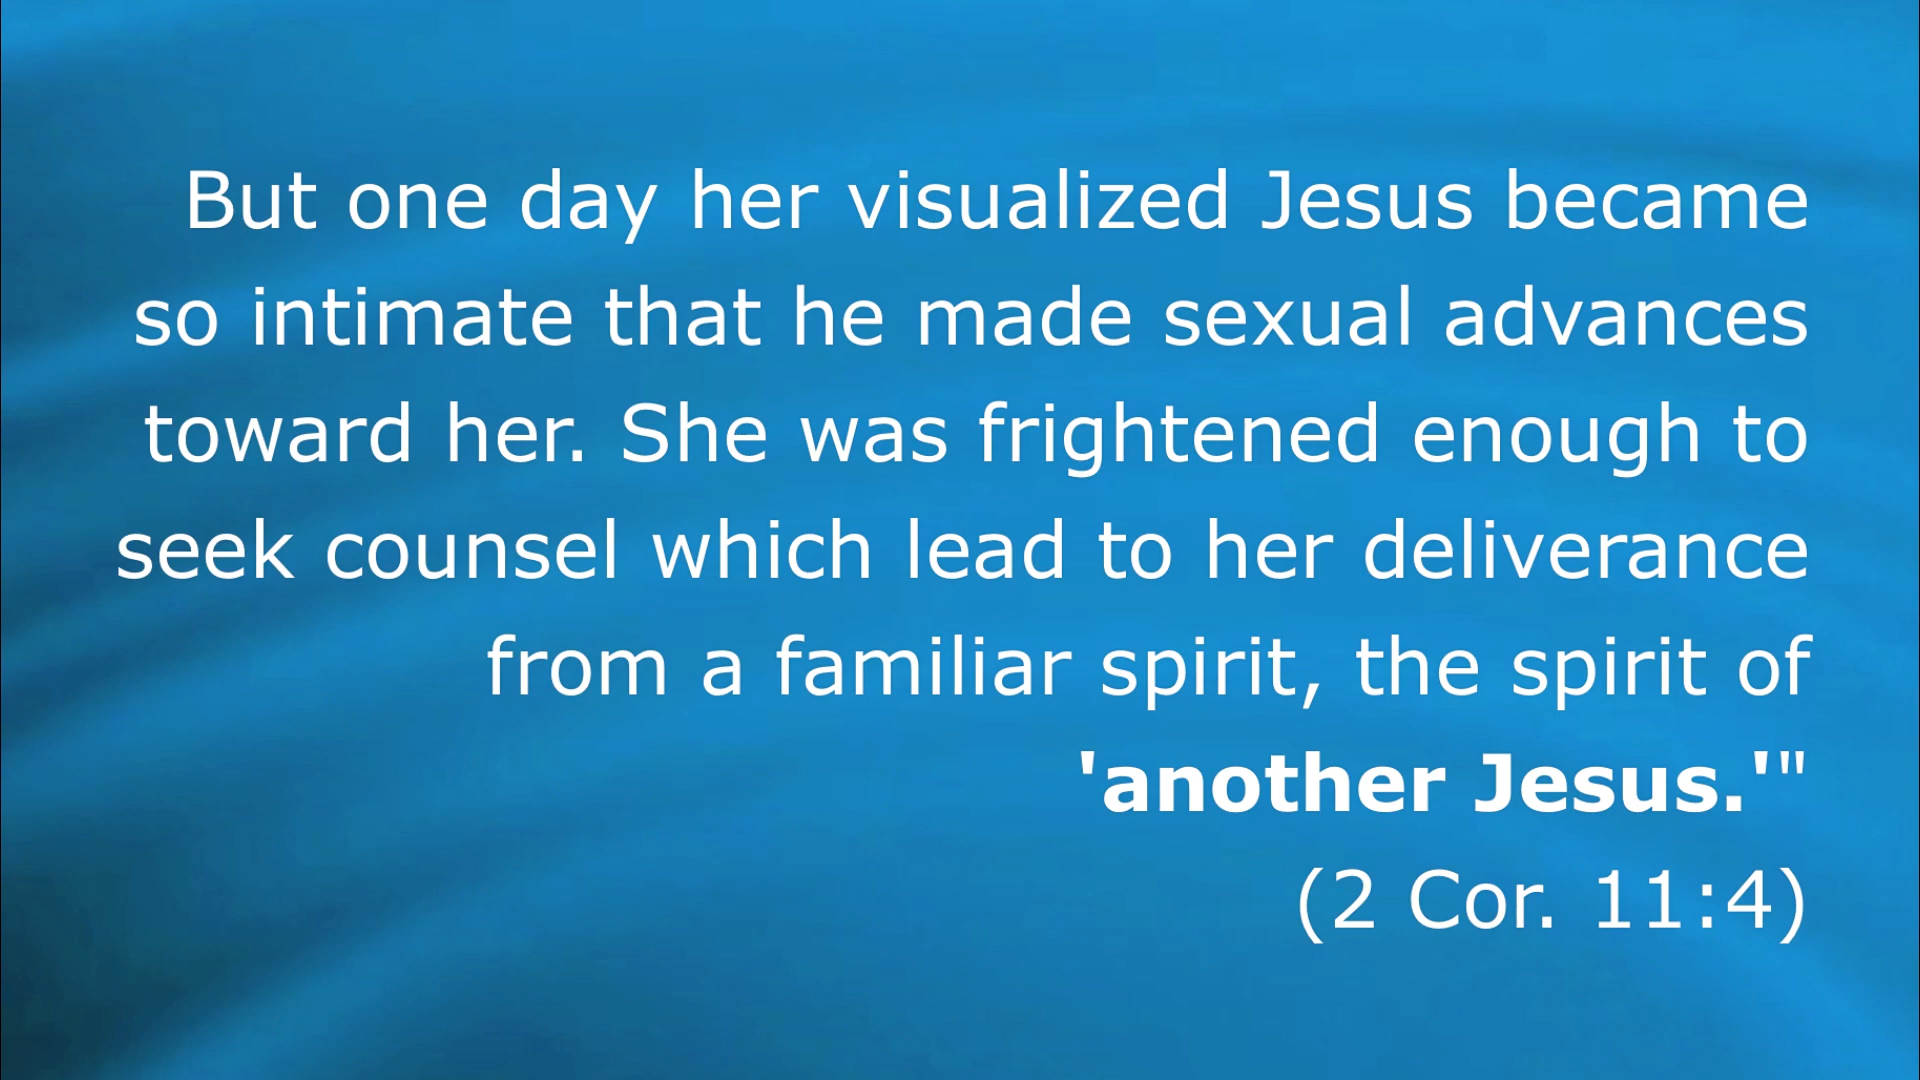 But one day her visualized Jesus became
so intimate that he made sexual advances
toward her. She was frightened enough to
seek counsel which lead to her deliverance
from a familiar spirit, the spirit of
'another Jesus.'"
(2 Cor. 11:4)